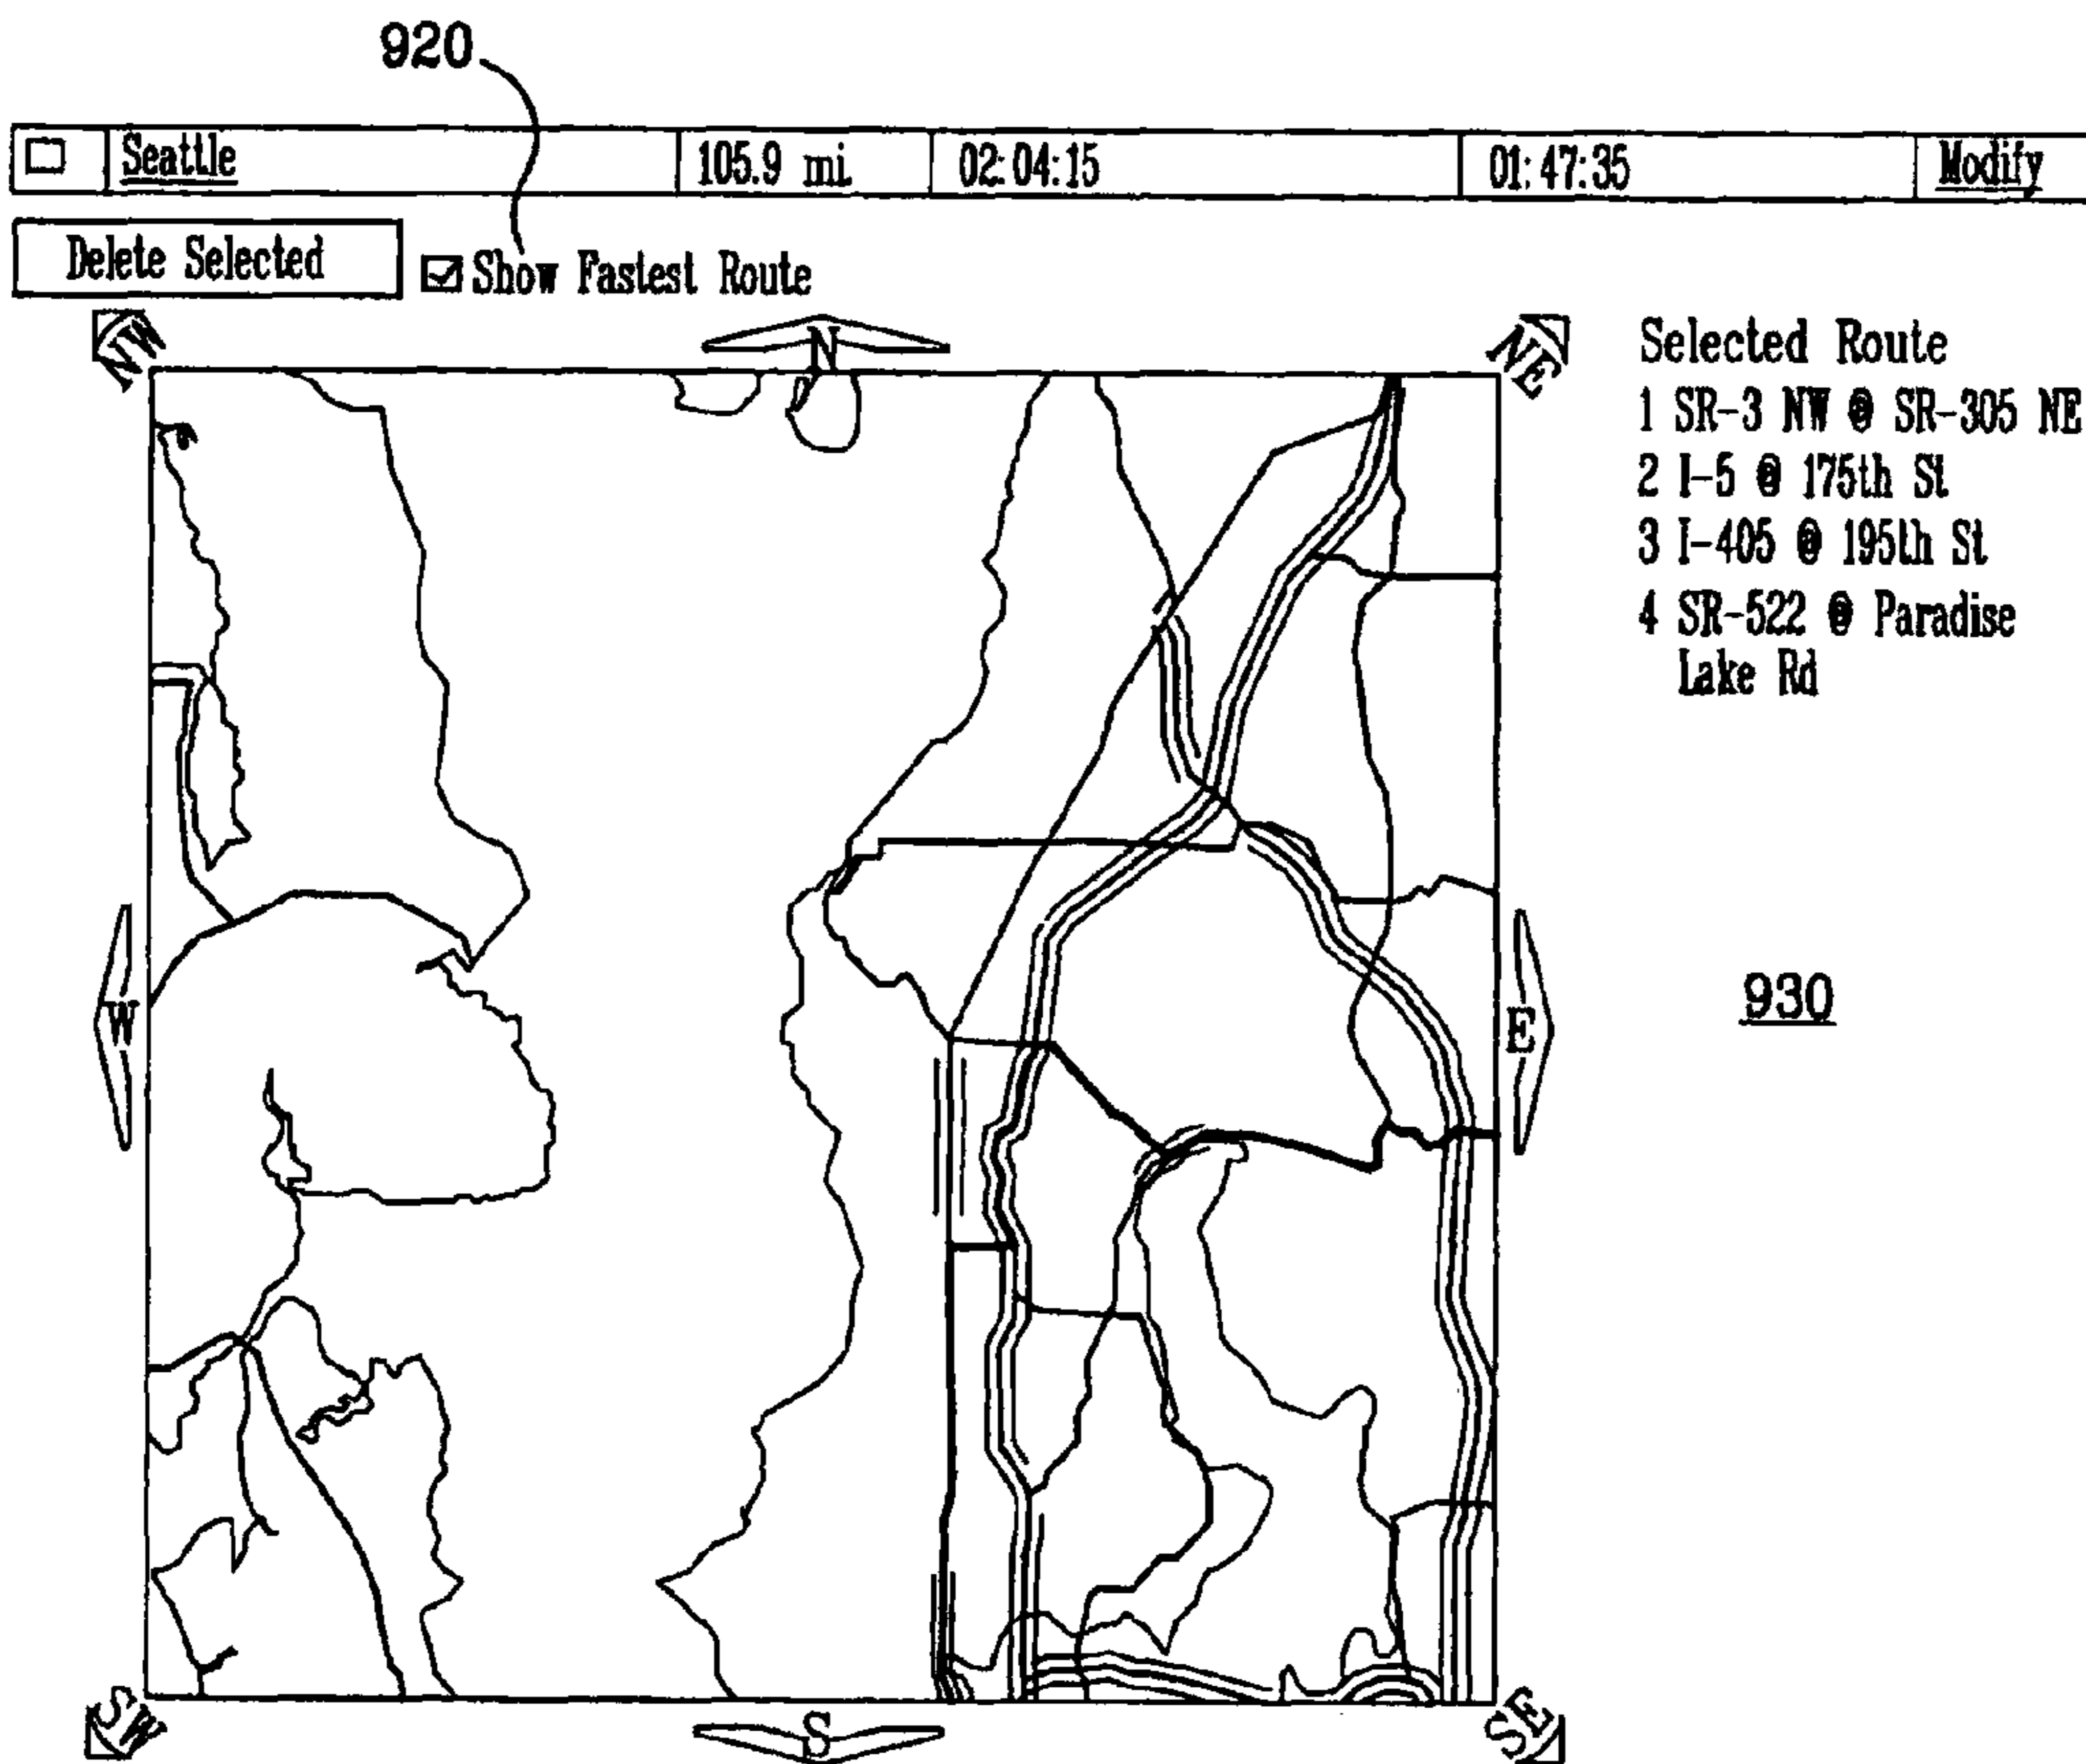 920
Seattle 105.9 mi. 02:04:15 01:47:35 Modify
Delete Selected Show Fastest Route
NW N NE
Selected Route
1 SR-3 NW @ SR-305 NE
2 I-5 @ 175th St
3 I-405 @ 195th St
4 SR-522 @ Paradise
Lake Rd
W E
930
SW S SE